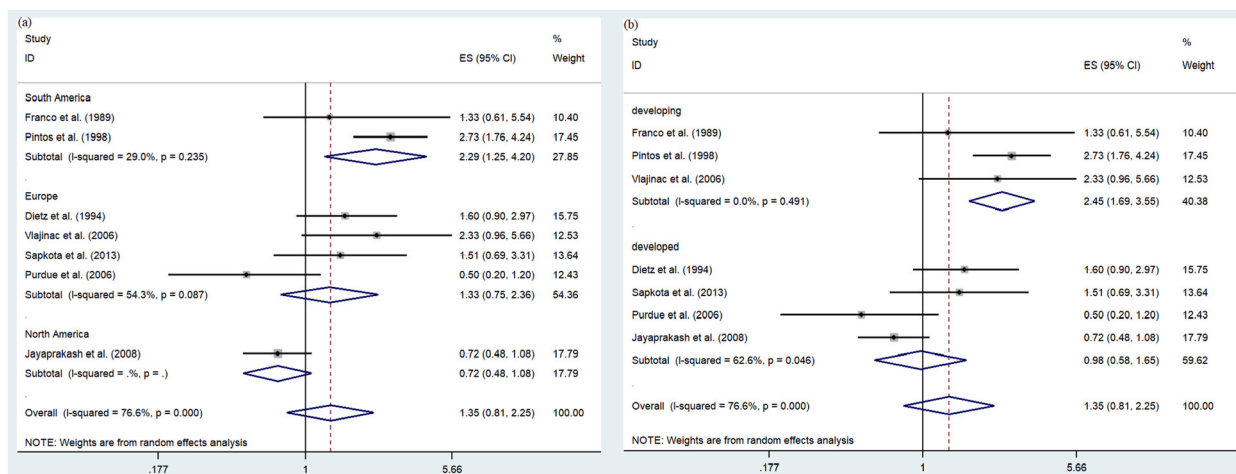 (a)
Study %
ID ES (95% CI) Weight
South America
Franco et al. (1989) 1.33 (0.61, 5.54) 10.40
Pintos et al. (1998) 2.73 (1.76, 4.24) 17.45
Subtotal (I-squared = 29.0%, p = 0.235) 2.29 (1.25, 4.20) 27.85
.
Europe
Dietz et al. (1994) 1.60 (0.90, 2.97) 15.75
Vlajinac et al. (2006) 2.33 (0.96, 5.66) 12.53
Sapkota et al. (2013) 1.51 (0.69, 3.31) 13.64
Purdue et al. (2006) 0.50 (0.20, 1.20) 12.43
Subtotal (I-squared = 54.3%, p = 0.087) 1.33 (0.75, 2.36) 54.36
.
North America
Jayaprakash et al. (2008) 0.72 (0.48, 1.08) 17.79
Subtotal (I-squared = .%, p = .) 0.72 (0.48, 1.08) 17.79
.
Overall (I-squared = 76.6%, p = 0.000) 1.35 (0.81, 2.25) 100.00
NOTE: Weights are from random effects analysis
.177 1 5.66
(b)
Study %
ID ES (95% CI) Weight
developing
Franco et al. (1989) 1.33 (0.61, 5.54) 10.40
Pintos et al. (1998) 2.73 (1.76, 4.24) 17.45
Vlajinac et al. (2006) 2.33 (0.96, 5.66) 12.53
Subtotal (I-squared = 0.0%, p = 0.491) 2.45 (1.69, 3.55) 40.38
.
developed
Dietz et al. (1994) 1.60 (0.90, 2.97) 15.75
Sapkota et al. (2013) 1.51 (0.69, 3.31) 13.64
Purdue et al. (2006) 0.50 (0.20, 1.20) 12.43
Jayaprakash et al. (2008) 0.72 (0.48, 1.08) 17.79
Subtotal (I-squared = 62.6%, p = 0.046) 0.98 (0.58, 1.65) 59.62
.
Overall (I-squared = 76.6%, p = 0.000) 1.35 (0.81, 2.25) 100.00
NOTE: Weights are from random effects analysis
.177 1 5.66